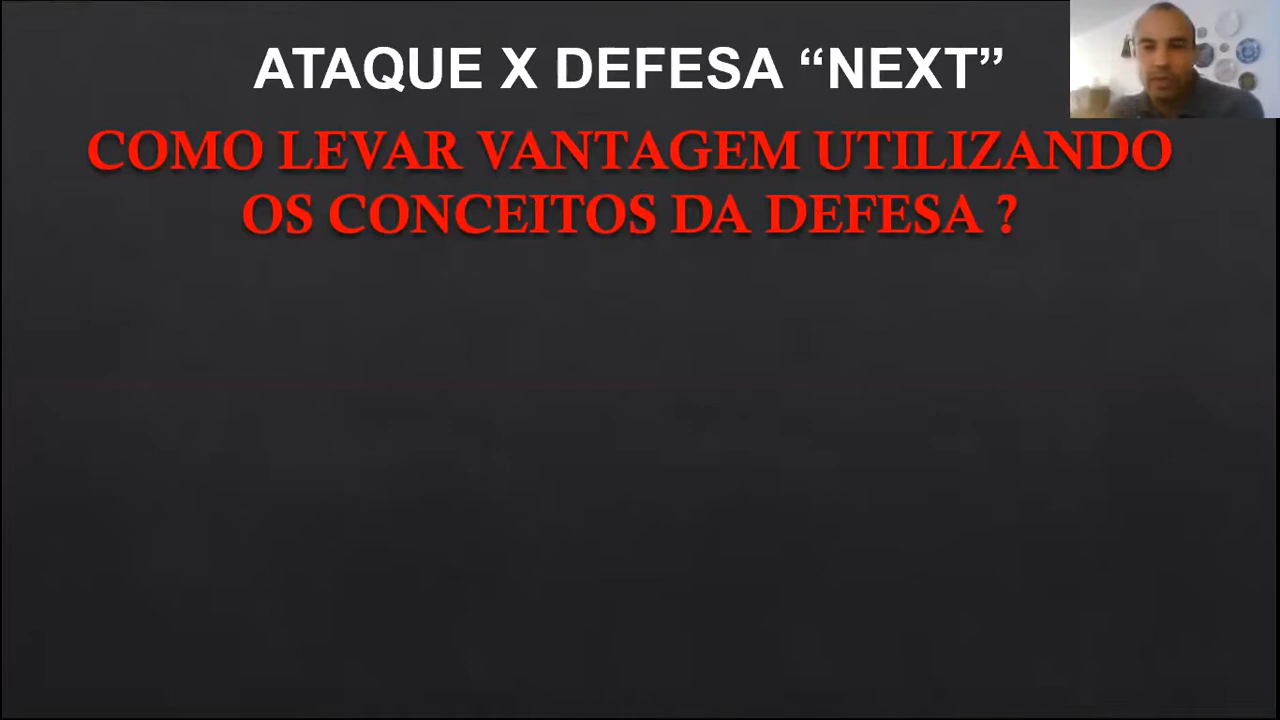 ATAQUE X DEFESA “NEXT”
COMO LEVAR VANTAGEM UTILIZANDO
OS CONCEITOS DA DEFESA ?